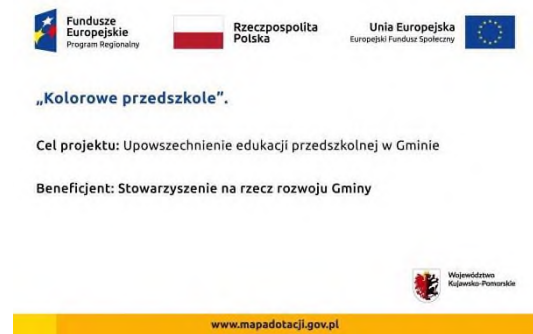 Fundusze
Europejskie
Program Regionalny
Rzeczpospolita
Polska
Unia Europejska
Europejski Fundusz Społeczny
„Kolorowe przedszkole”.
Cel projektu: Upowszechnienie edukacji przedszkolnej w Gminie
Beneficjent: Stowarzyszenie na rzecz rozwoju Gminy
Województwo
Kujawsko-Pomorskie
www.mapadotacji.gov.pl